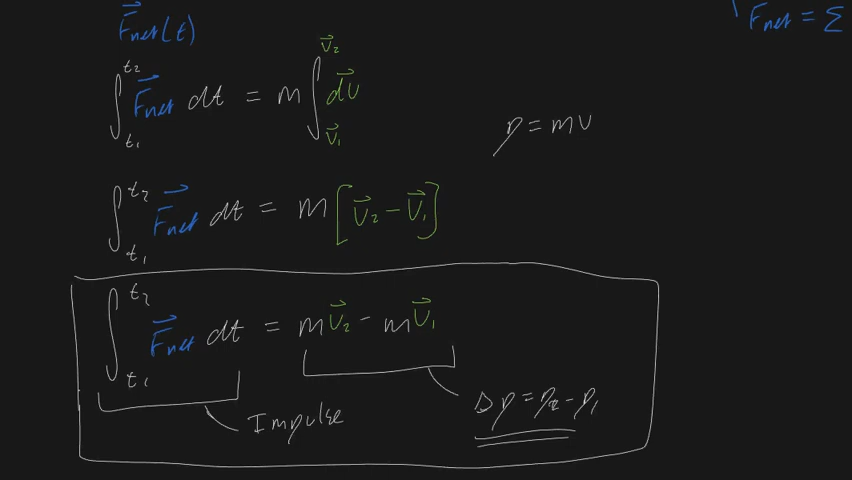 F⃗net(t)
F⃗net = Σ
∫_{t₁}^{t₂} F⃗net dt = m ∫_{v⃗₁}^{v⃗₂} dv⃗
p = mv
∫_{t₁}^{t₂} F⃗net dt = m[v⃗₂ − v⃗₁]
∫_{t₁}^{t₂} F⃗net dt = mv⃗₂ − mv⃗₁
Impulse
Δp = p₂ − p₁